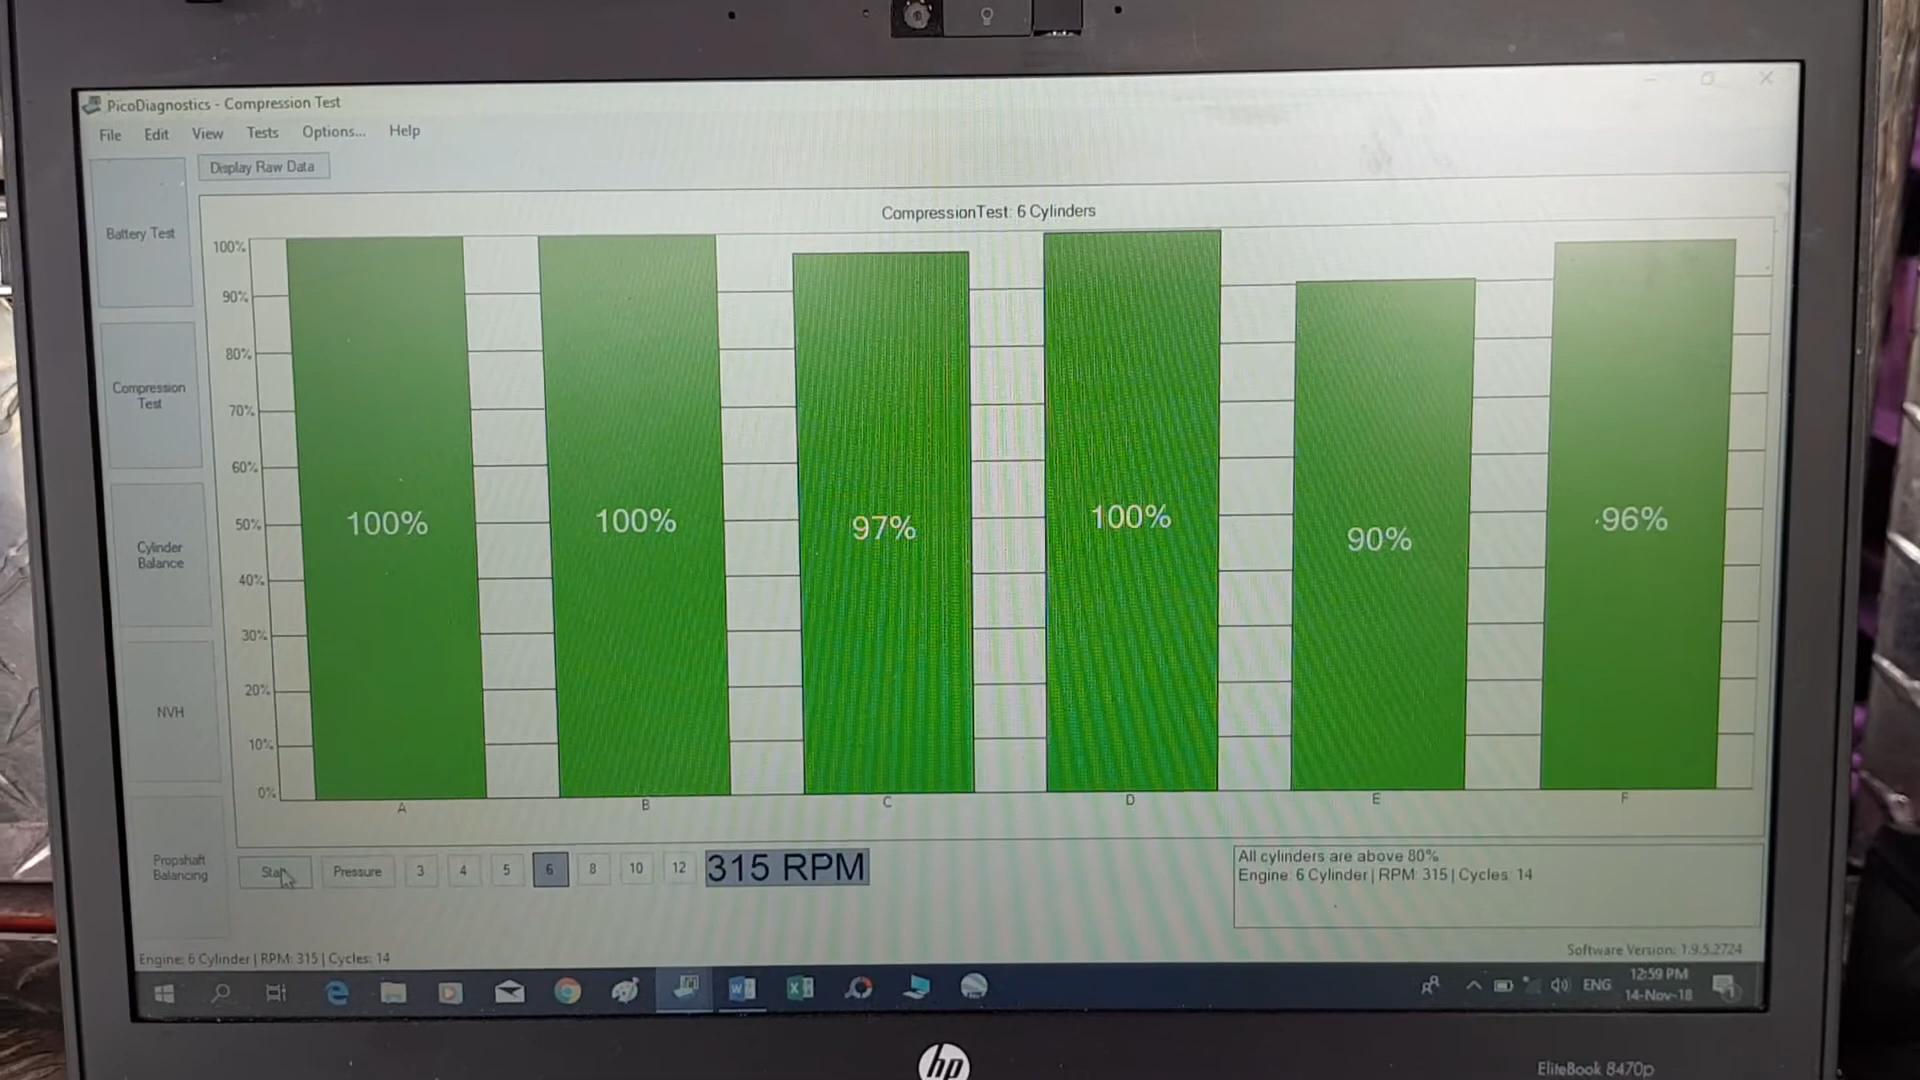 PicoDiagnostics - Compression Test
File Edit View Tests Options... Help
Display Raw Data
Battery Test
Compression
Test
Cylinder
Balance
NVH
Propshaft
Balancing
CompressionTest: 6 Cylinders
100%
90%
80%
70%
60%
50%
40%
30%
20%
10%
0%
100% 100% 97% 100% 90% 96%
A B C D E F
Pressure 3 4 5 6 8 10 12 315 RPM
All cylinders are above 80%
Engine: 6 Cylinder | RPM: 315 | Cycles: 14
Engine: 6 Cylinder | RPM: 315 | Cycles: 14
Software Version: 1.9.5.2724
ENG
12:59 PM
14-Nov-18
hp
EliteBook 8470p